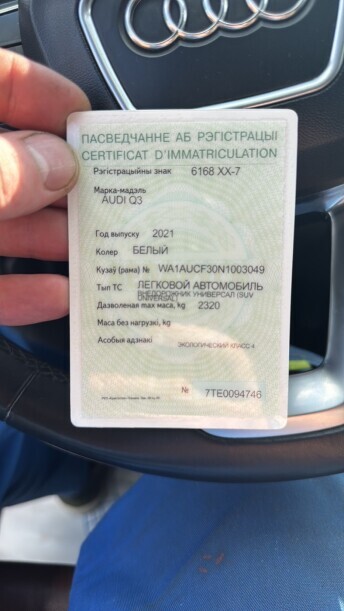 ПАСВЕДЧАННЕ АБ РЭГІСТРАЦЫІ
CERTIFICAT D'IMMATRICULATION
Рэгістрацыйны знак 6168 XX-7
Марка-мадэль
AUDI Q3
Год выпуску 2021
Колер БЕЛЫЙ
Кузаў (рама) № WA1AUCF30N1003049
Тып ТС ЛЕГКОВОЙ АВТОМОБИЛЬ
ВНЕДОРОЖНИК УНИВЕРСАЛ (SUV
UNIVERSAL)
Дазволеная max маса, kg 2320
Маса без нагрузкі, kg
Асобыя адзнакі ЭКОЛОГИЧЕСКИЙ КЛАСС 4
№ 7TE0094746